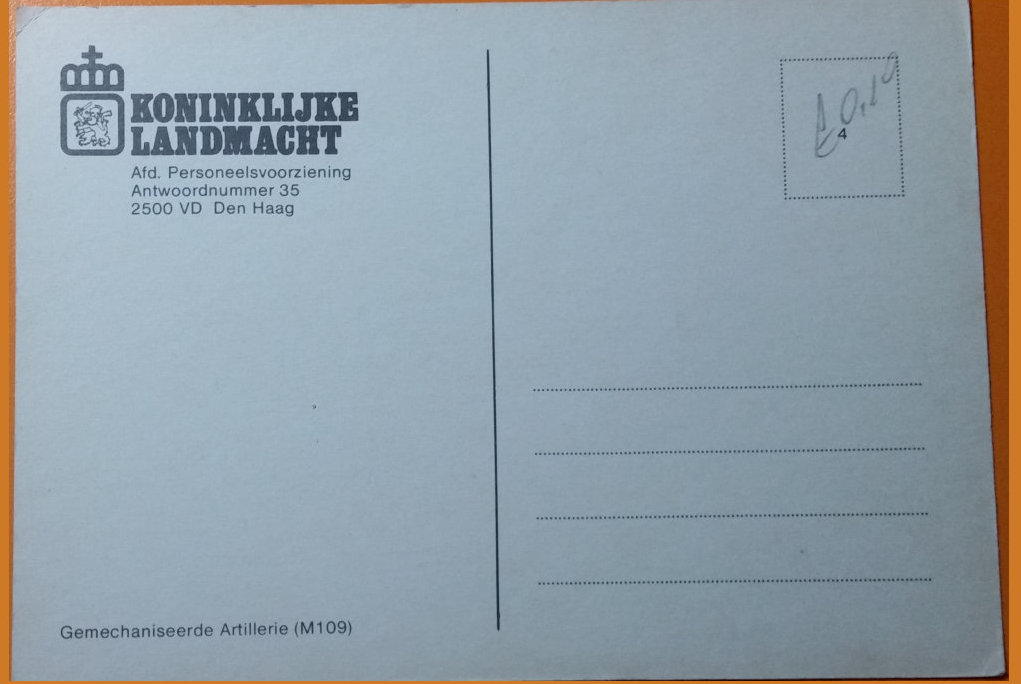 KONINKLIJKE
LANDMACHT
Afd. Personeelsvoorziening
Antwoordnummer 35
2500 VD Den Haag
€ 0,10
4
Gemechaniseerde Artillerie (M109)